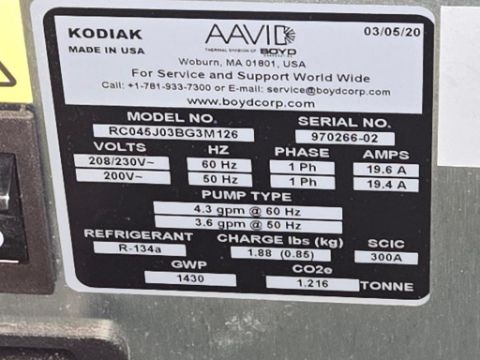 KODIAK
MADE IN USA
AAVID
THERMAL DIVISION OF BOYD
03/05/20
Woburn, MA 01801, USA
For Service and Support World Wide
Call: +1-781-933-7300 or E-mail: service@boydcorp.com
www.boydcorp.com
MODEL NO. SERIAL NO.
RC045J03BG3M126 970266-02
VOLTS HZ PHASE AMPS
208/230V~ 60 Hz 1 Ph 19.6 A
200V~ 50 Hz 1 Ph 19.4 A
PUMP TYPE
4.3 gpm @ 60 Hz
3.6 gpm @ 50 Hz
REFRIGERANT CHARGE lbs (kg) SCIC
R-134a 1.88 (0.85) 300A
GWP CO2e
1430 1.216 TONNE